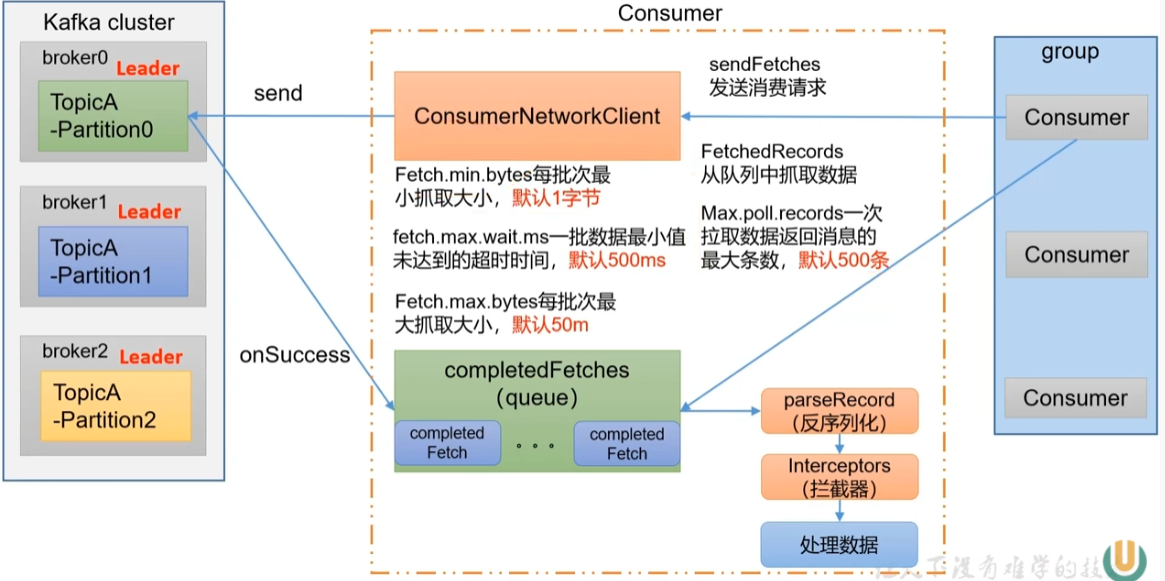 Kafka cluster
broker0
Leader
TopicA
-Partition0
broker1
Leader
TopicA
-Partition1
broker2
Leader
TopicA
-Partition2
send
onSuccess
Consumer
ConsumerNetworkClient
Fetch.min.bytes每批次最
小抓取大小，默认1字节
fetch.max.wait.ms一批数据最小值
未达到的超时时间，默认500ms
Fetch.max.bytes每批次最
大抓取大小，默认50m
completedFetches
（queue）
completed
Fetch
。。。
completed
Fetch
sendFetches
发送消费请求
FetchedRecords
从队列中抓取数据
Max.poll.records一次
拉取数据返回消息的
最大条数，默认500条
parseRecord
（反序列化）
Interceptors
（拦截器）
处理数据
group
Consumer
Consumer
Consumer
天下没有难学的技